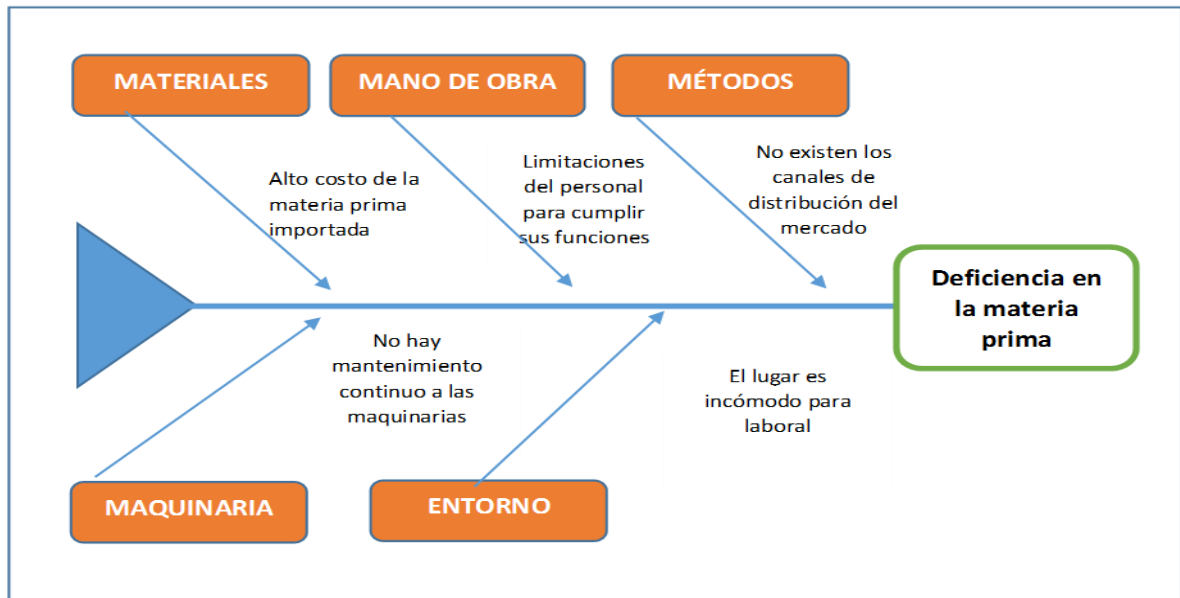 MATERIALES
MANO DE OBRA
MÉTODOS
Alto costo de la
materia prima
importada
Limitaciones
del personal
para cumplir
sus funciones
No existen los
canales de
distribución del
mercado
Deficiencia en
la materia
prima
No hay
mantenimiento
continuo a las
maquinarias
El lugar es
incómodo para
laboral
MAQUINARIA
ENTORNO